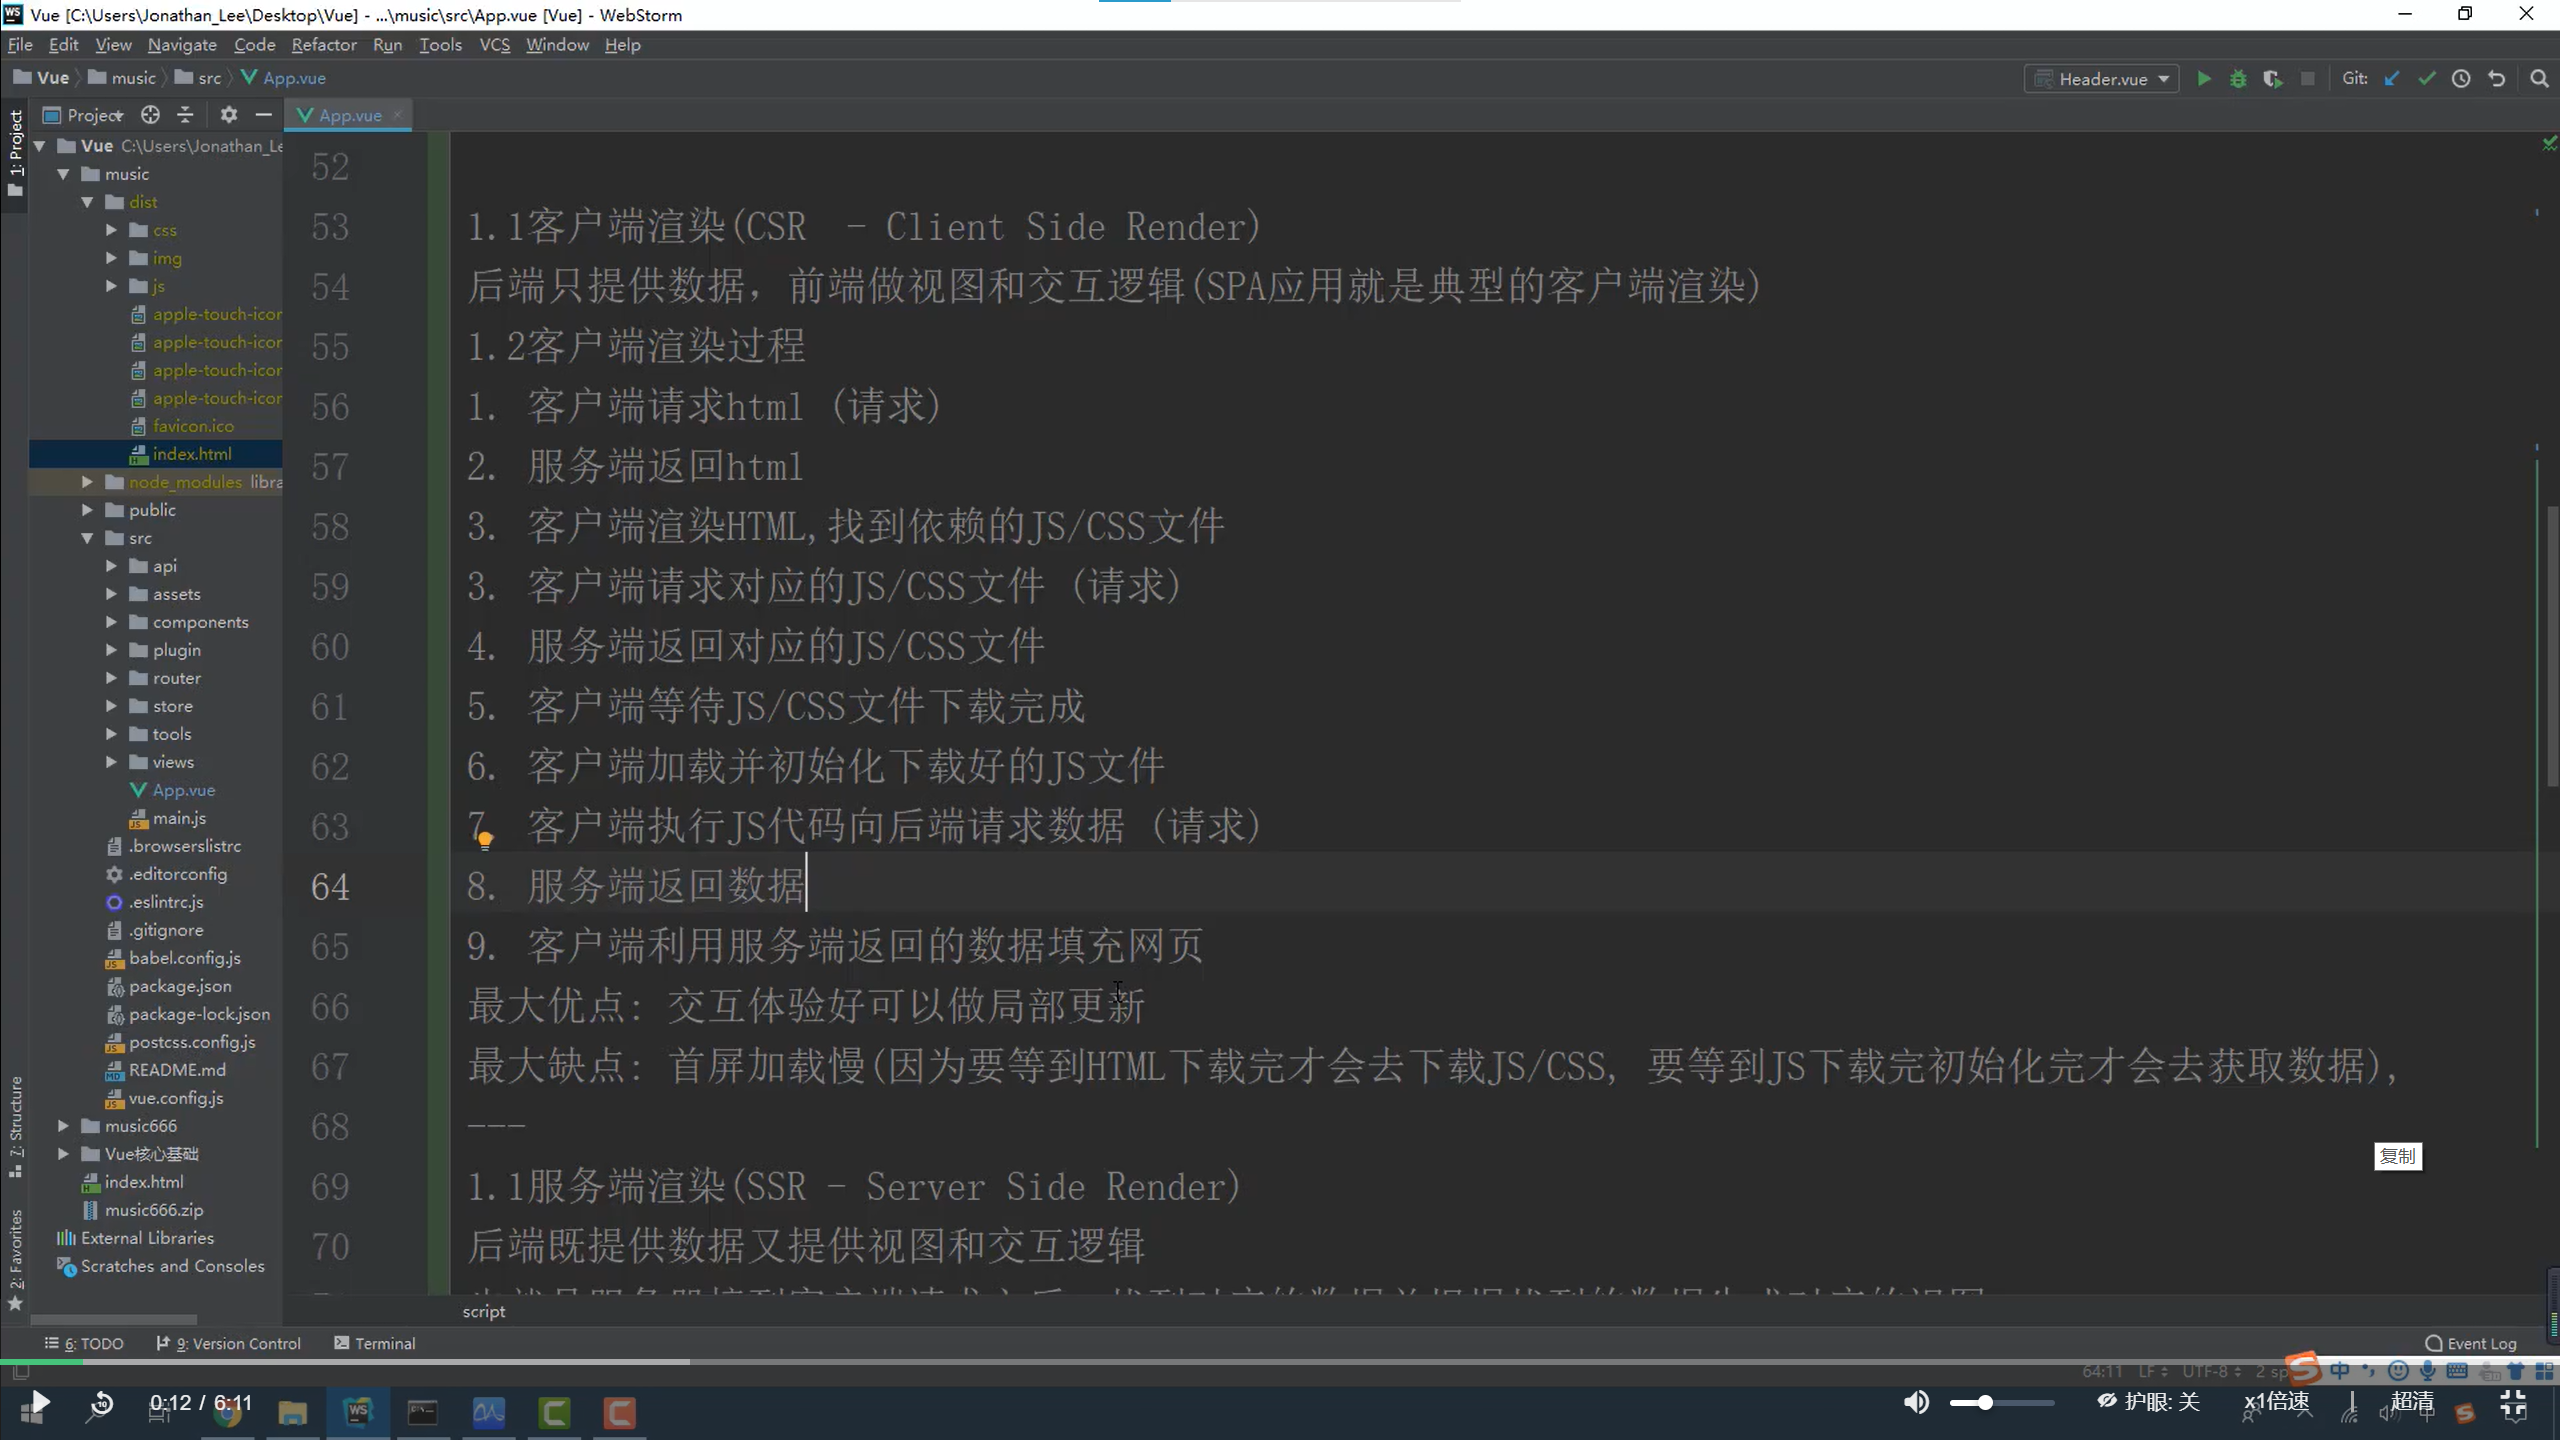 Vue [C:\Users\Jonathan_Lee\Desktop\Vue] - ...\music\src\App.vue [Vue] - WebStorm
File Edit View Navigate Code Refactor Run Tools VCS Window Help
Vue music src App.vue
Header.vue
Git:
1: Project
Project
App.vue
Vue C:\Users\Jonathan_Le
music
dist
css
img
js
apple-touch-icon
apple-touch-icon
apple-touch-icon
apple-touch-icon
favicon.ico
index.html
node_modules libra
public
src
api
assets
components
plugin
router
store
tools
views
App.vue
main.js
.browserslistrc
.editorconfig
.eslintrc.js
.gitignore
babel.config.js
package.json
package-lock.json
postcss.config.js
README.md
vue.config.js
music666
Vue核心基础
index.html
music666.zip
External Libraries
Scratches and Consoles
7: Structure
2: Favorites
52
53 1.1客户端渲染(CSR  - Client Side Render)
54 后端只提供数据, 前端做视图和交互逻辑(SPA应用就是典型的客户端渲染)
55 1.2客户端渲染过程
56 1. 客户端请求html (请求)
57 2. 服务端返回html
58 3. 客户端渲染HTML,找到依赖的JS/CSS文件
59 3. 客户端请求对应的JS/CSS文件 (请求)
60 4. 服务端返回对应的JS/CSS文件
61 5. 客户端等待JS/CSS文件下载完成
62 6. 客户端加载并初始化下载好的JS文件
63 7. 客户端执行JS代码向后端请求数据 (请求)
64 8. 服务端返回数据
65 9. 客户端利用服务端返回的数据填充网页
66 最大优点: 交互体验好可以做局部更新
67 最大缺点: 首屏加载慢(因为要等到HTML下载完才会去下载JS/CSS, 要等到JS下载完初始化完才会去获取数据),
68 ---
复制
69 1.1服务端渲染(SSR - Server Side Render)
70 后端既提供数据又提供视图和交互逻辑
script
6: TODO 9: Version Control Terminal
Event Log
64:11 LF UTF-8 2 sp
中
0:12 / 6:11
护眼: 关
x1倍速
超清